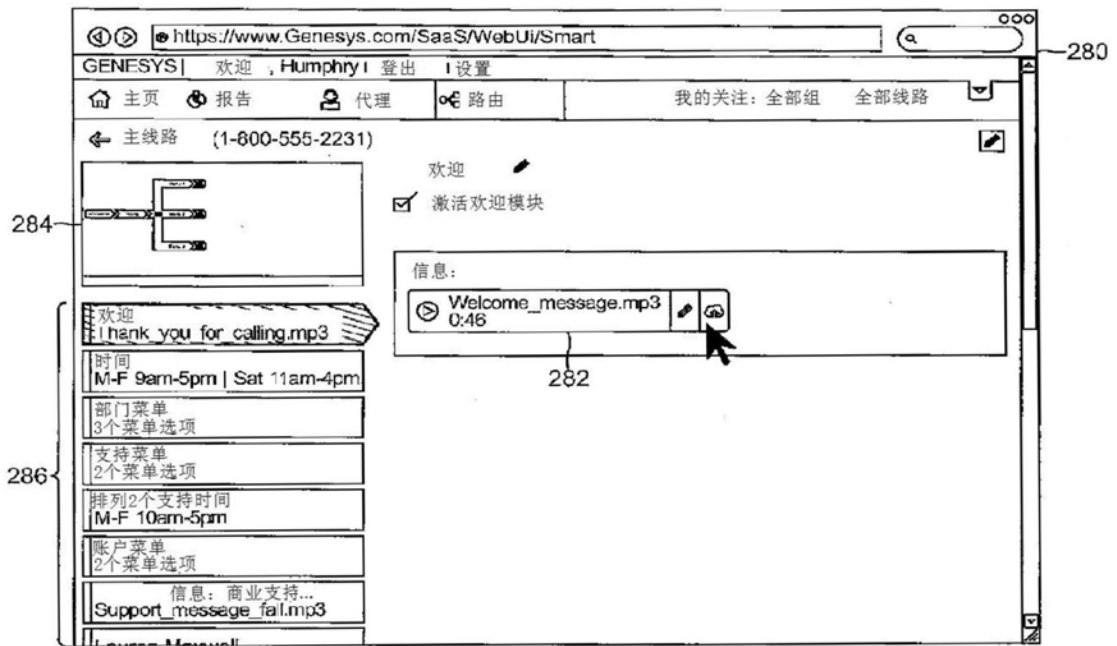 https://www.Genesys.com/SaaS/WebUi/Smart
280
GENESYS| 欢迎 , Humphry ı 登出 ı 设置
主页 报告 代理 路由 我的关注: 全部组 全部线路
主线路 (1-800-555-2231)
欢迎
激活欢迎模块
284
信息:
Welcome_message.mp3
0:46
282
286
欢迎
Thank_you_for_calling.mp3
时间
M-F 9am-5pm | Sat 11am-4pm
部门菜单
3个菜单选项
支持菜单
2个菜单选项
排列2个支持时间
M-F 10am-5pm
账户菜单
2个菜单选项
信息: 商业支持...
Support_message_fail.mp3